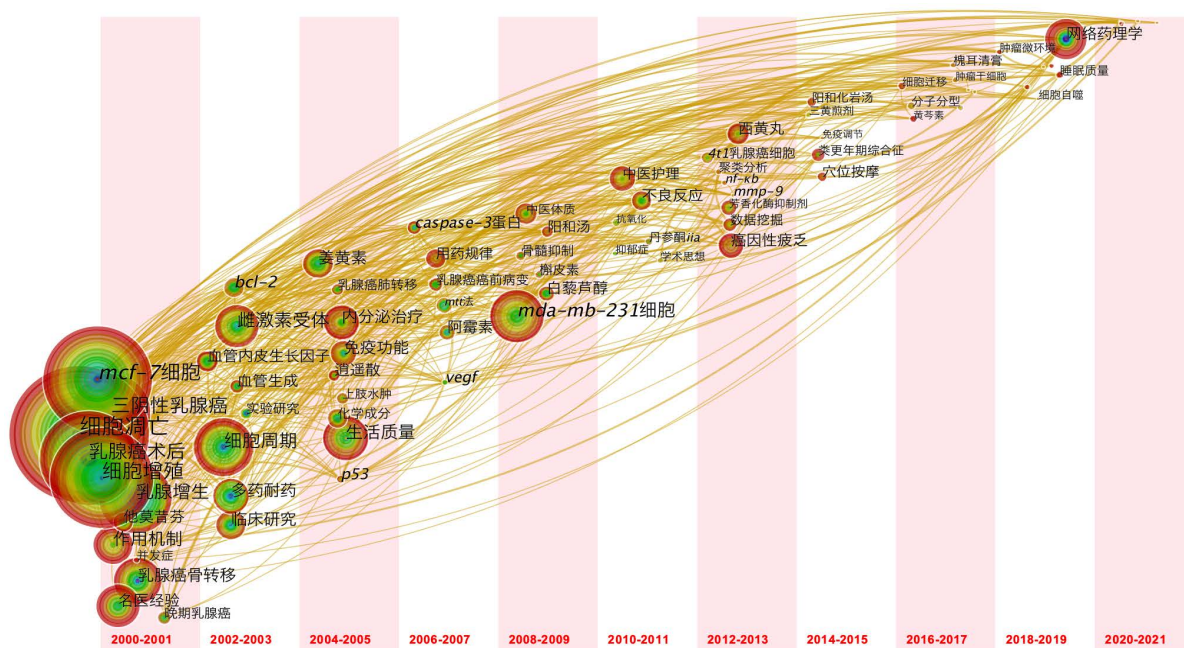 网络药理学
肿瘤微环境
槐耳清膏
睡眠质量
肿瘤干细胞
细胞迁移
细胞自噬
阳和化岩汤
分子分型
三黄煎剂
黄芩素
西黄丸
免疫调节
4t1乳腺癌细胞
类更年期综合征
聚类分析
中医护理
nf-κb
穴位按摩
mmp-9
不良反应
芳香化酶抑制剂
中医体质
抗氧化
数据挖掘
caspase-3蛋白
阳和汤
丹参酮iia
癌因性疲乏
姜黄素
用药规律
骨髓抑制
抑郁症
学术思想
槲皮素
bcl-2
乳腺癌肺转移
乳腺癌癌前病变
白藜芦醇
mtt法
mda-mb-231细胞
雌激素受体
内分泌治疗
阿霉素
免疫功能
血管内皮生长因子
mcf-7细胞
逍遥散
vegf
血管生成
上肢水肿
三阴性乳腺癌
实验研究
化学成分
细胞凋亡
生活质量
细胞周期
乳腺癌术后
细胞增殖
p53
乳腺增生
多药耐药
他莫昔芬
临床研究
作用机制
并发症
乳腺癌骨转移
名医经验
晚期乳腺癌
2000-2001 2002-2003 2004-2005 2006-2007 2008-2009 2010-2011 2012-2013 2014-2015 2016-2017 2018-2019 2020-2021